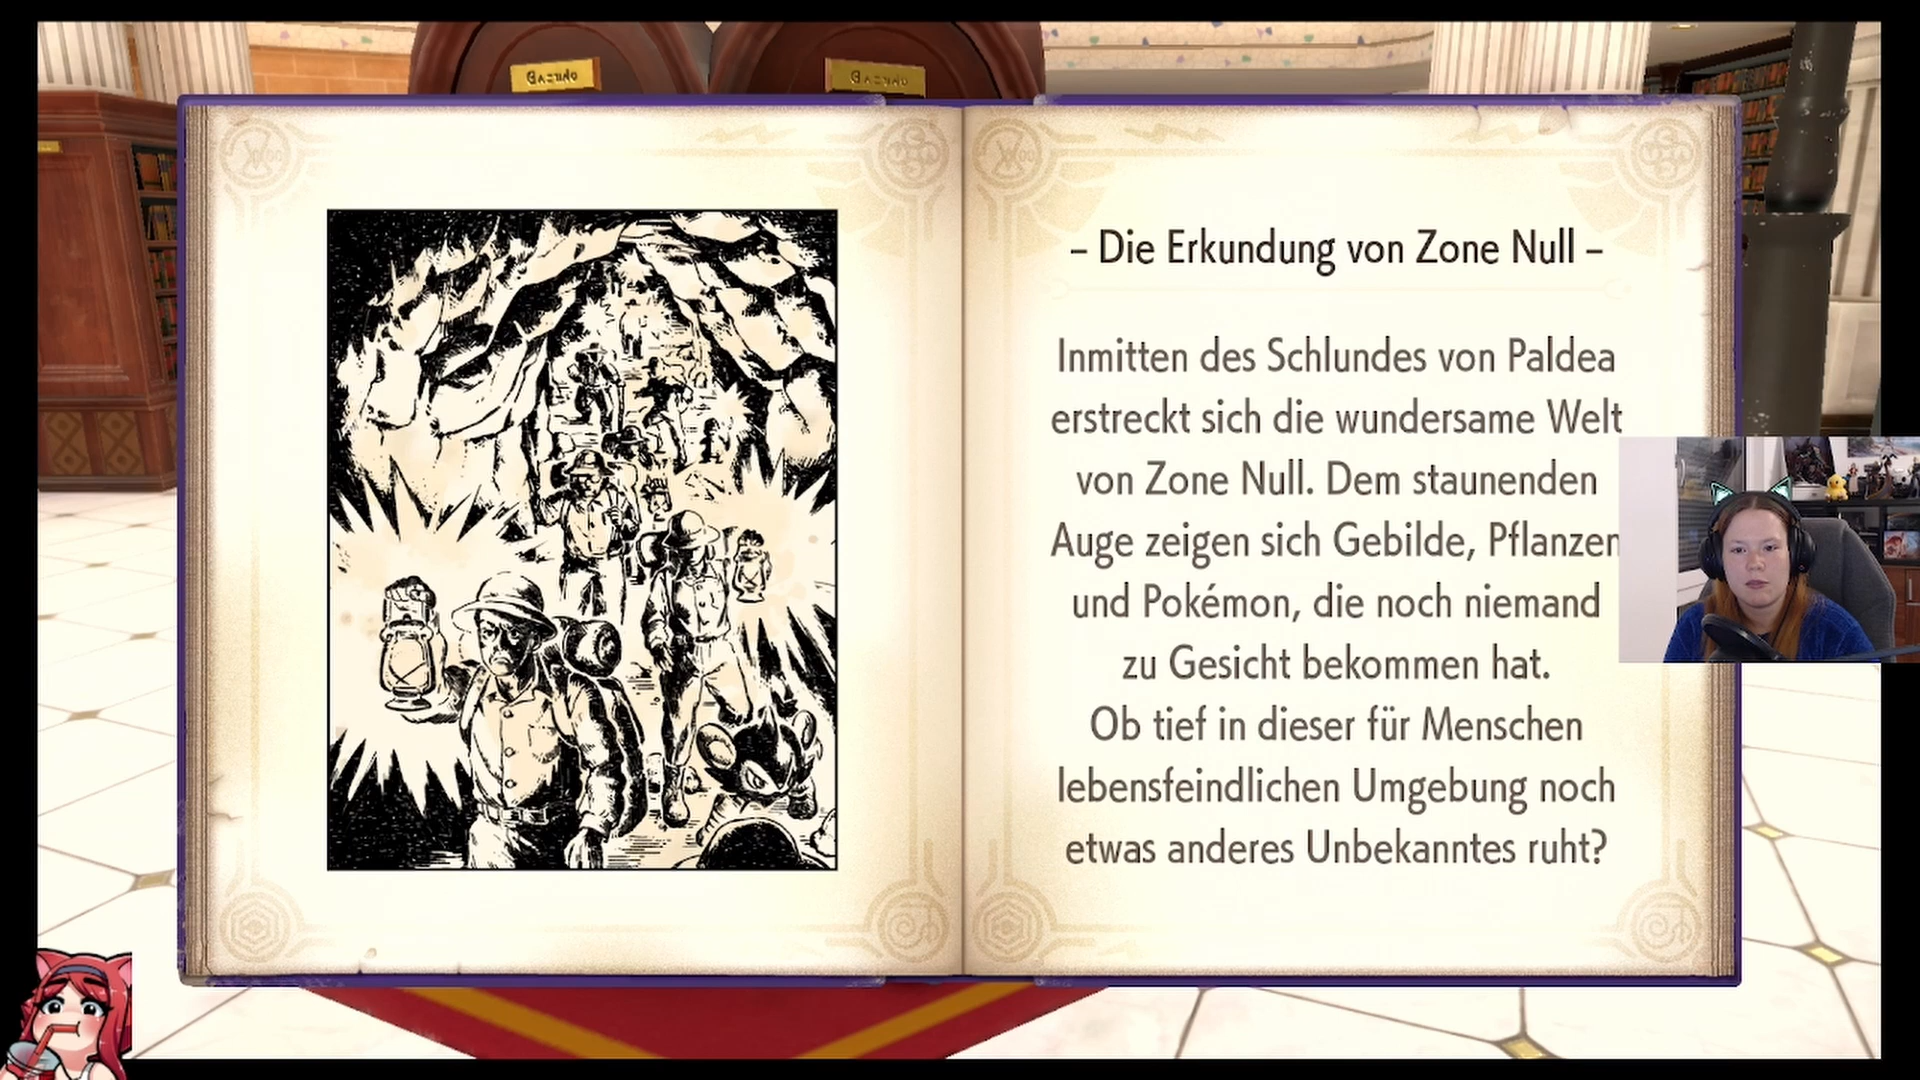 – Die Erkundung von Zone Null –
Inmitten des Schlundes von Paldea
erstreckt sich die wundersame Welt
von Zone Null. Dem staunenden
Auge zeigen sich Gebilde, Pflanzen
und Pokémon, die noch niemand
zu Gesicht bekommen hat.
Ob tief in dieser für Menschen
lebensfeindlichen Umgebung noch
etwas anderes Unbekanntes ruht?